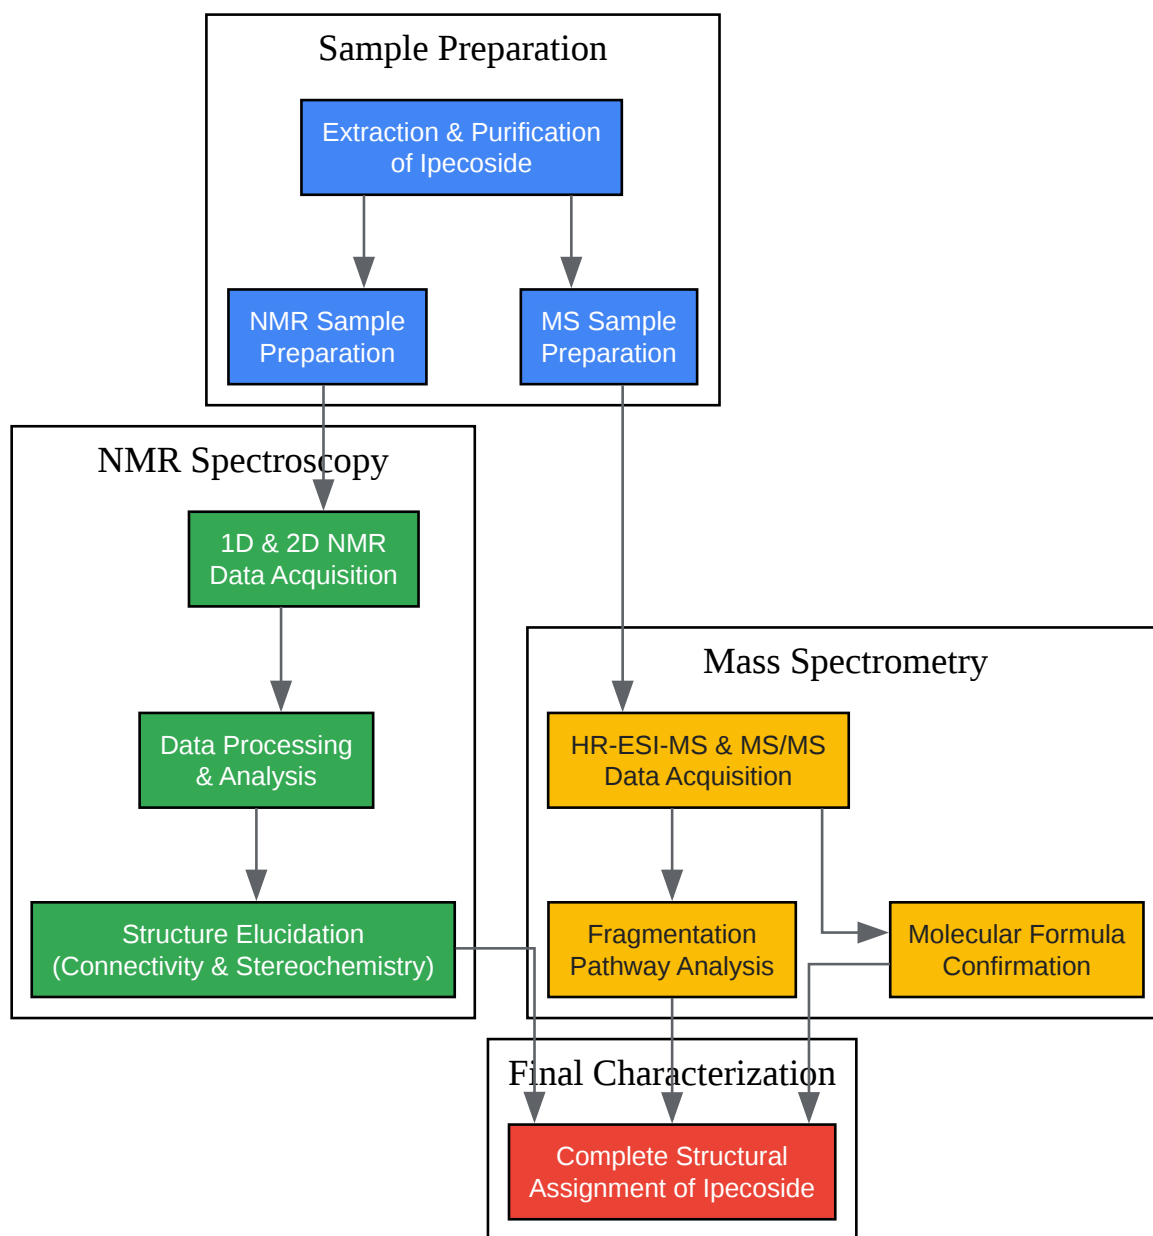 Sample Preparation
Extraction & Purification
of Ipecoside
NMR Sample
Preparation
MS Sample
Preparation
NMR Spectroscopy
1D & 2D NMR
Data Acquisition
Data Processing
& Analysis
Structure Elucidation
(Connectivity & Stereochemistry)
Mass Spectrometry
HR-ESI-MS & MS/MS
Data Acquisition
Fragmentation
Pathway Analysis
Molecular Formula
Confirmation
Final Characterization
Complete Structural
Assignment of Ipecoside